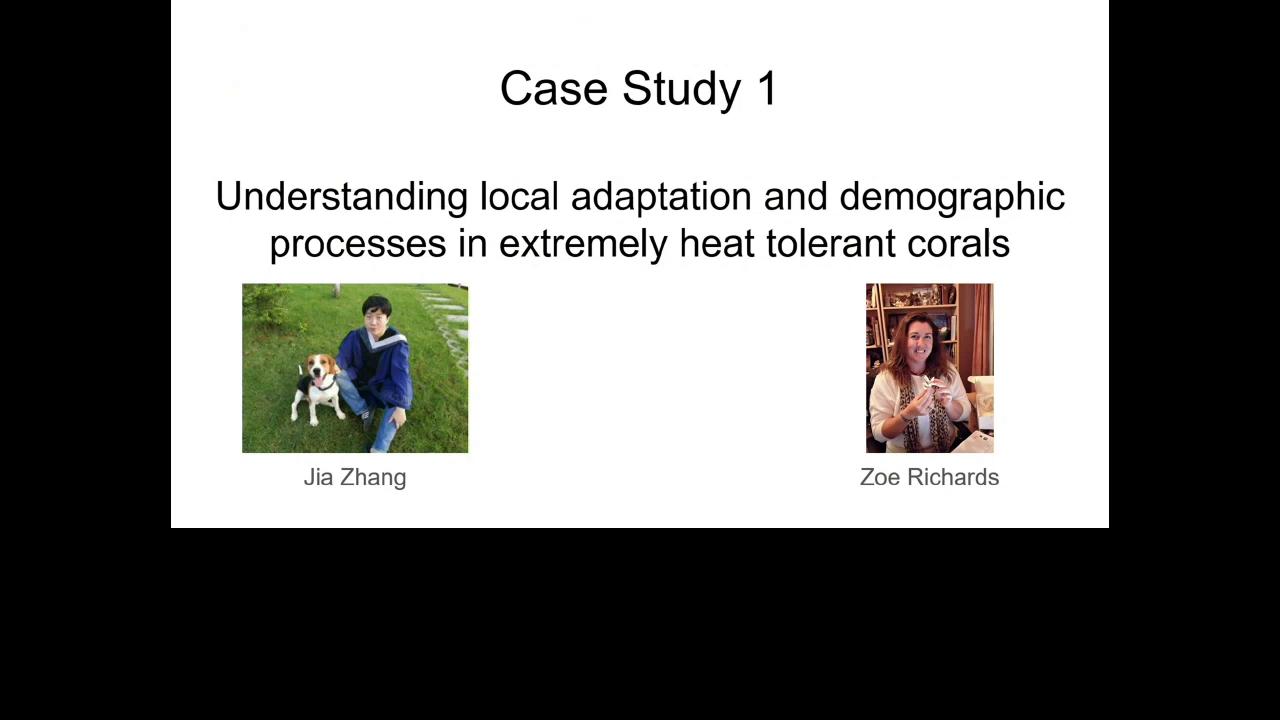 Case Study 1
Understanding local adaptation and demographic
processes in extremely heat tolerant corals
Jia Zhang
Zoe Richards